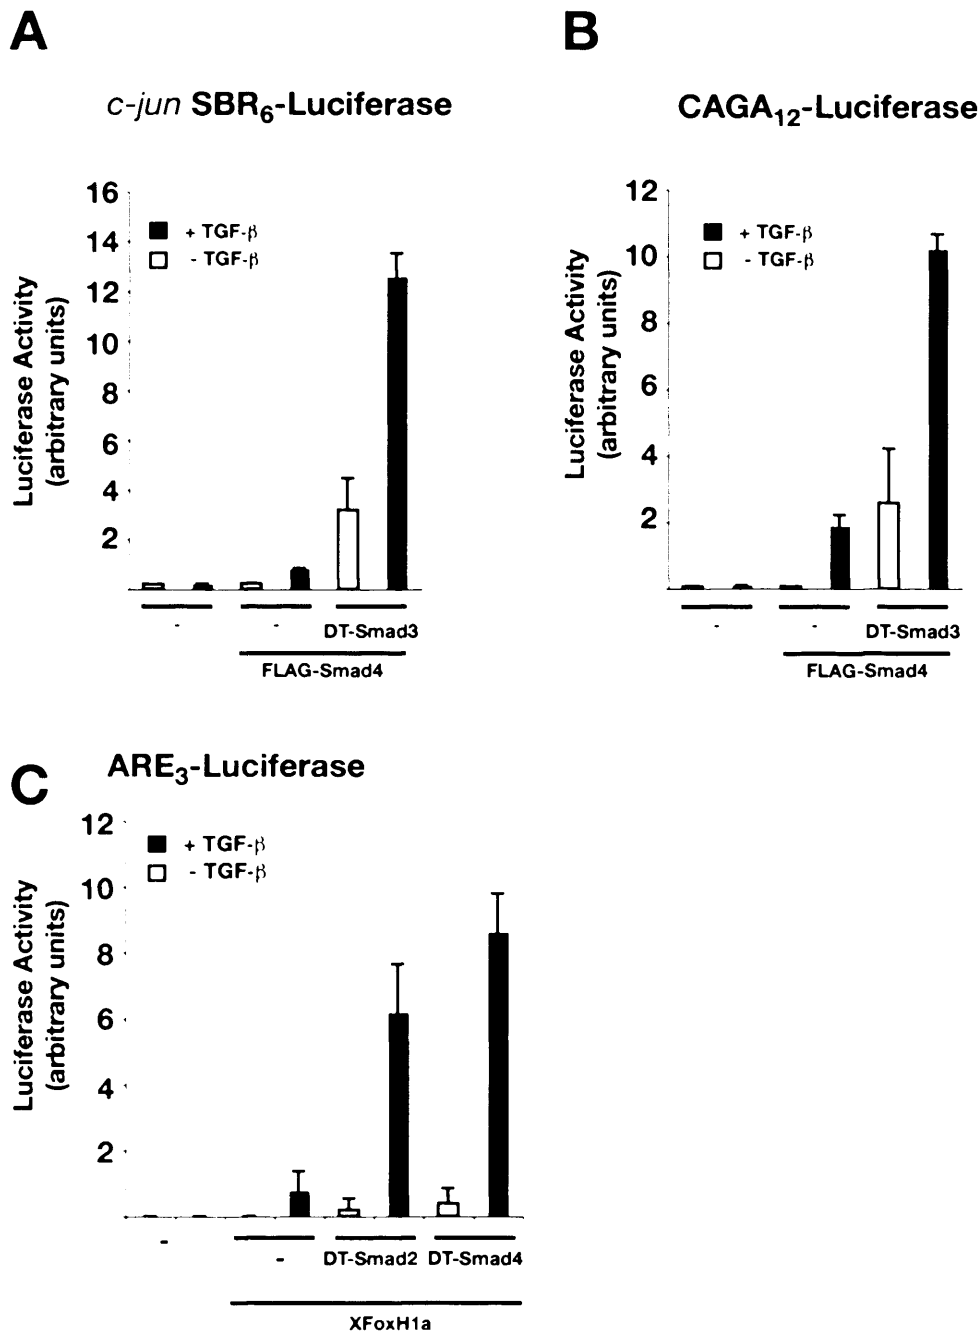 A
c-jun SBR6-Luciferase
16
14
12
10
8
6
4
2
Luciferase Activity
(arbitrary units)
+ TGF-β
- TGF-β
-
-
DT-Smad3
FLAG-Smad4
B
CAGA12-Luciferase
12
10
8
6
4
2
Luciferase Activity
(arbitrary units)
+ TGF-β
- TGF-β
-
-
DT-Smad3
FLAG-Smad4
C
ARE3-Luciferase
12
10
8
6
4
2
Luciferase Activity
(arbitrary units)
+ TGF-β
- TGF-β
-
-
DT-Smad2
DT-Smad4
XFoxH1a